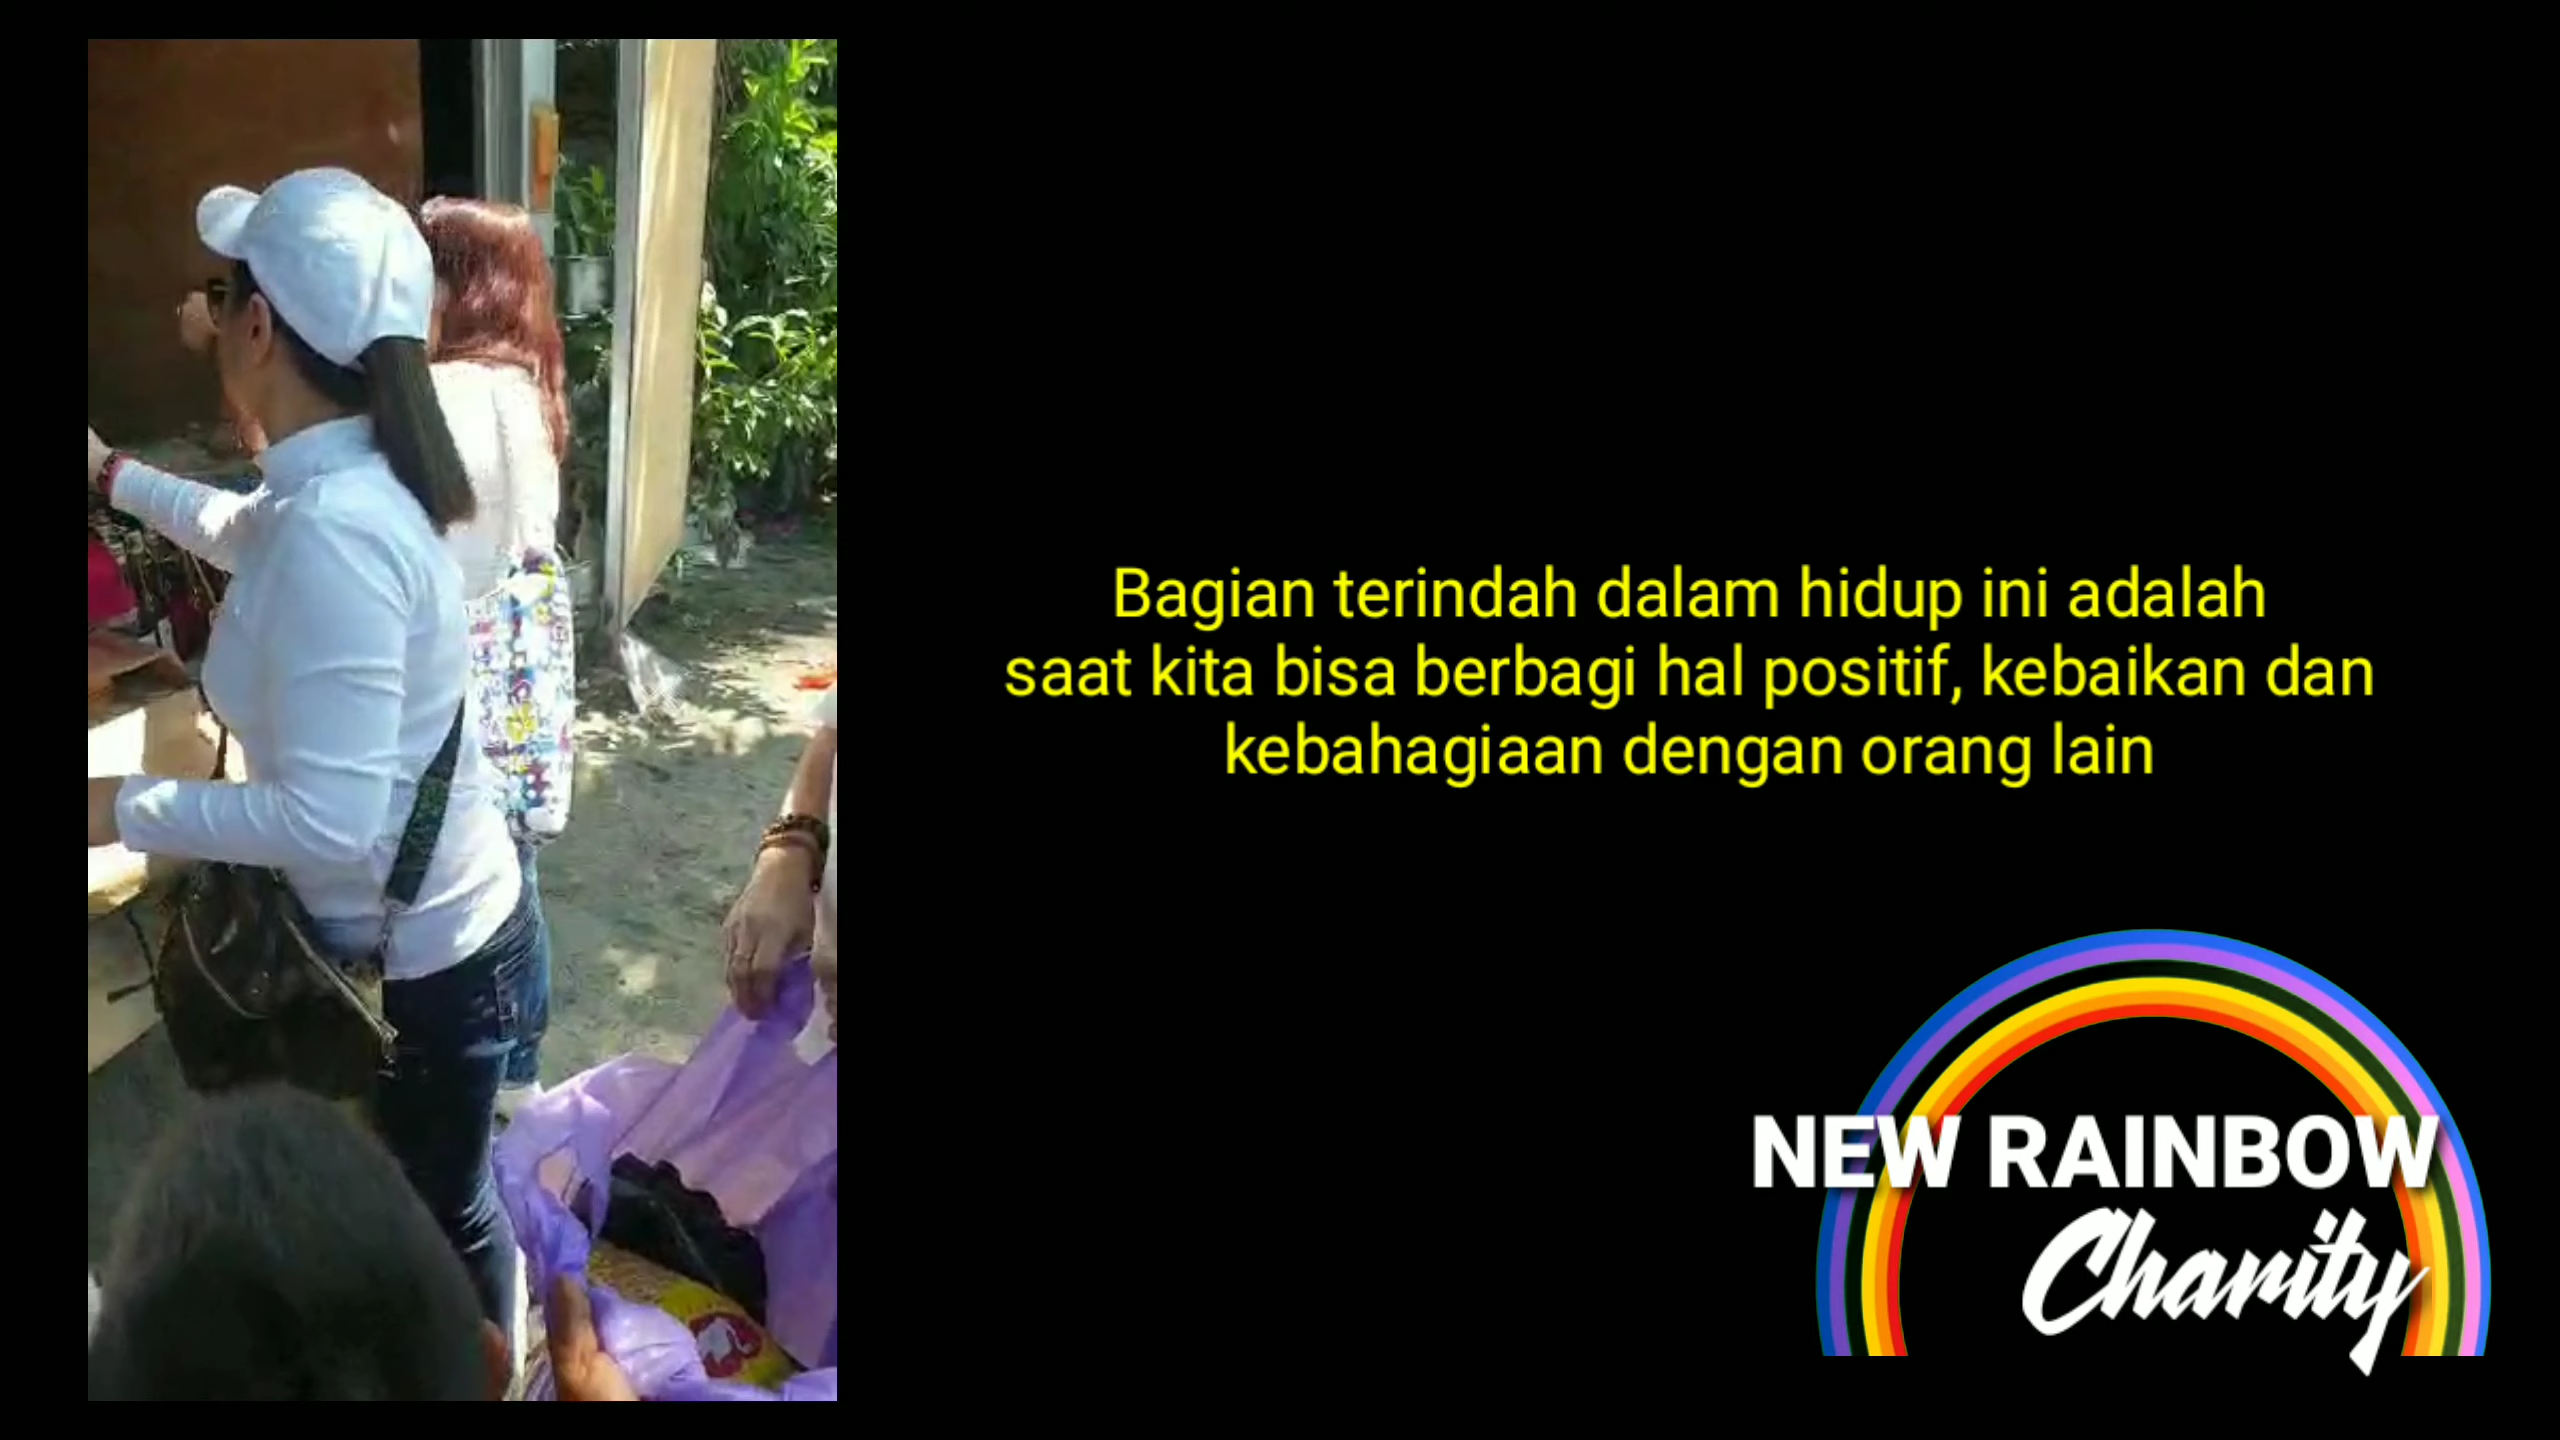 Bagian terindah dalam hidup ini adalah
saat kita bisa berbagi hal positif, kebaikan dan
kebahagiaan dengan orang lain
NEW RAINBOW
Charity